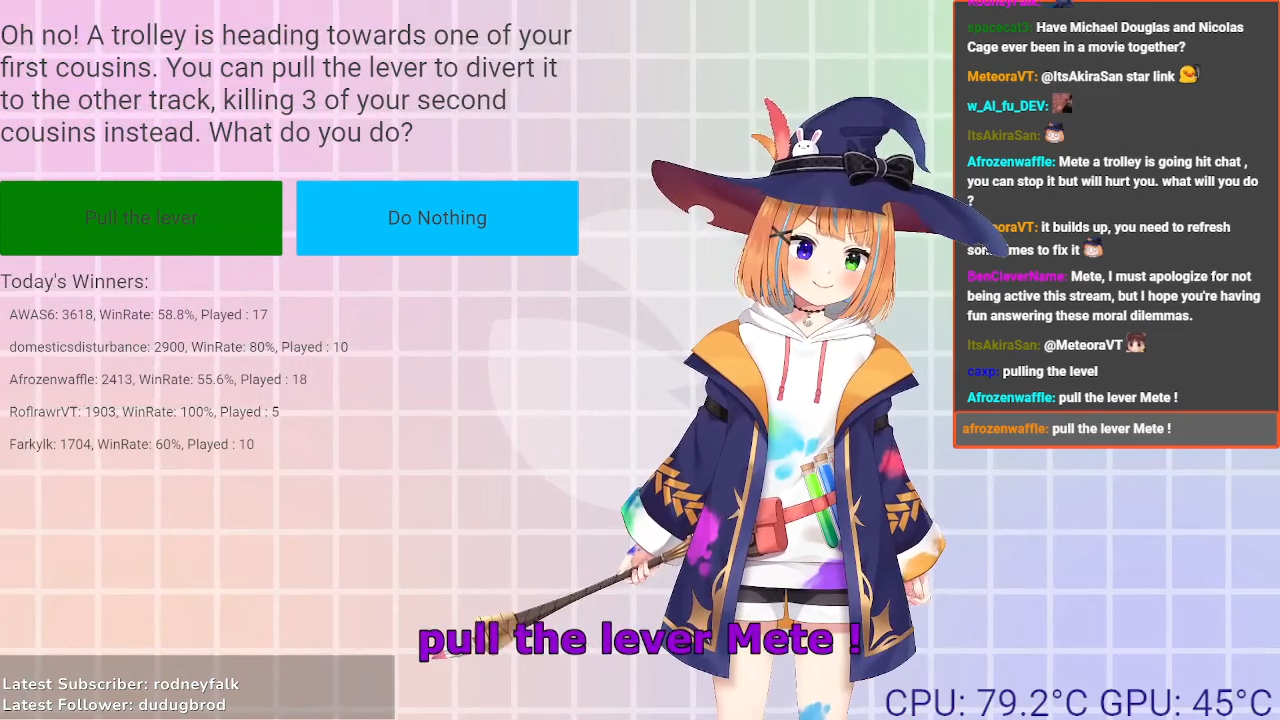 Oh no! A trolley is heading towards one of your
first cousins. You can pull the lever to divert it
to the other track, killing 3 of your second
cousins instead. What do you do?
Pull the lever
Do Nothing
Today's Winners:
AWAS6: 3618, WinRate: 58.8%, Played : 17
domesticsdisturbance: 2900, WinRate: 80%, Played : 10
Afrozenwaffle: 2413, WinRate: 55.6%, Played : 18
RoflrawrVT: 1903, WinRate: 100%, Played : 5
Farkylk: 1704, WinRate: 60%, Played : 10
spacecat3: Have Michael Douglas and Nicolas
Cage ever been in a movie together?
MeteoraVT: @ItsAkiraSan star link
w_AI_fu_DEV:
ItsAkiraSan:
Afrozenwaffle: Mete a trolley is going hit chat ,
you can stop it but will hurt you. what will you do
?
it builds up, you need to refresh
to fix it
BenCleverName: Mete, I must apologize for not
being active this stream, but I hope you're having
fun answering these moral dilemmas.
ItsAkiraSan: @MeteoraVT
caxp: pulling the level
Afrozenwaffle: pull the lever Mete !
afrozenwaffle: pull the lever Mete !
pull the lever Mete !
Latest Subscriber: rodneyfalk
Latest Follower: dudugbrod
CPU: 79.2°C GPU: 45°C